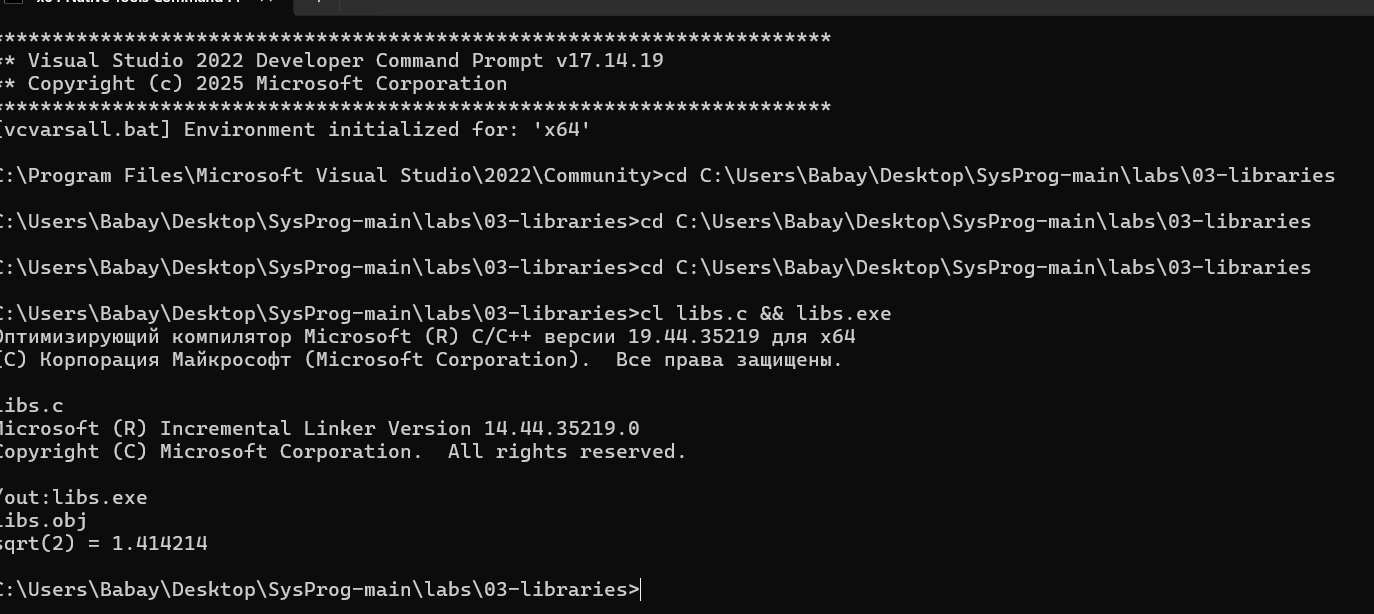 x64 Native Tools Command Pr
**********************************************************************
** Visual Studio 2022 Developer Command Prompt v17.14.19
** Copyright (c) 2025 Microsoft Corporation
**********************************************************************
[vcvarsall.bat] Environment initialized for: 'x64'
C:\Program Files\Microsoft Visual Studio\2022\Community>cd C:\Users\Babay\Desktop\SysProg-main\labs\03-libraries
C:\Users\Babay\Desktop\SysProg-main\labs\03-libraries>cd C:\Users\Babay\Desktop\SysProg-main\labs\03-libraries
C:\Users\Babay\Desktop\SysProg-main\labs\03-libraries>cd C:\Users\Babay\Desktop\SysProg-main\labs\03-libraries
C:\Users\Babay\Desktop\SysProg-main\labs\03-libraries>cl libs.c && libs.exe
Оптимизирующий компилятор Microsoft (R) C/C++ версии 19.44.35219 для x64
(C) Корпорация Майкрософт (Microsoft Corporation).  Все права защищены.
libs.c
Microsoft (R) Incremental Linker Version 14.44.35219.0
Copyright (C) Microsoft Corporation.  All rights reserved.
/out:libs.exe
libs.obj
sqrt(2) = 1.414214
C:\Users\Babay\Desktop\SysProg-main\labs\03-libraries>